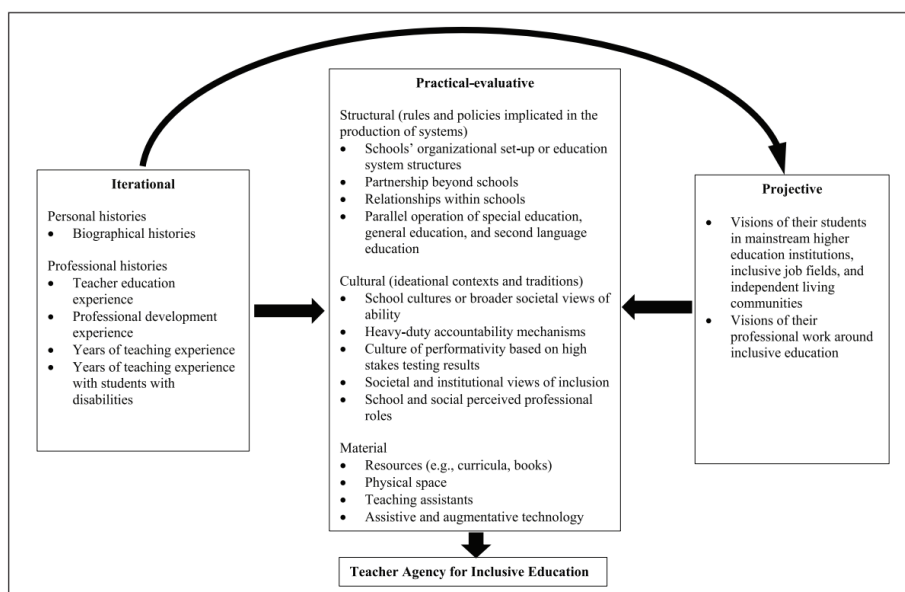 Iterational
Personal histories
• Biographical histories
Professional histories
• Teacher education
experience
• Professional development
experience
• Years of teaching experience
• Years of teaching experience
with students with
disabilities
Practical-evaluative
Structural (rules and policies implicated in the
production of systems)
• Schools’ organizational set-up or education
system structures
• Partnership beyond schools
• Relationships within schools
• Parallel operation of special education,
general education, and second language
education
Cultural (ideational contexts and traditions)
• School cultures or broader societal views of
ability
• Heavy-duty accountability mechanisms
• Culture of performativity based on high
stakes testing results
• Societal and institutional views of inclusion
• School and social perceived professional
roles
Material
• Resources (e.g., curricula, books)
• Physical space
• Teaching assistants
• Assistive and augmentative technology
Projective
• Visions of their students
in mainstream higher
education institutions,
inclusive job fields, and
independent living
communities
• Visions of their
professional work around
inclusive education
Teacher Agency for Inclusive Education